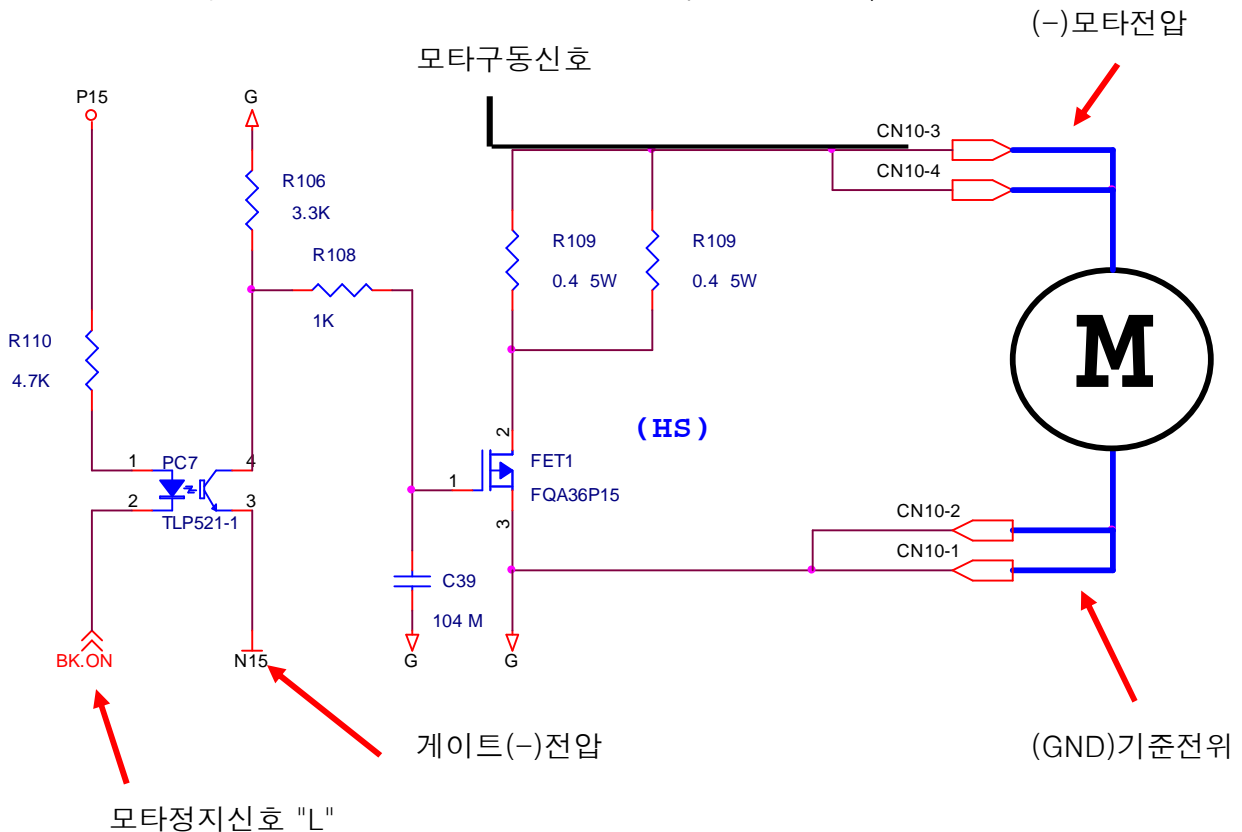 (-)모타전압
모타구동신호
P15
G
CN10-3
CN10-4
R106
3.3K
R108
1K
R109
0.4 5W
R109
0.4 5W
R110
4.7K
M
(HS)
1
PC7
4
2
3
TLP521-1
2
1
FET1
FQA36P15
3
CN10-2
CN10-1
C39
104 M
BK.ON
N15
G
G
게이트(-)전압
(GND)기준전위
모타정지신호 "L"